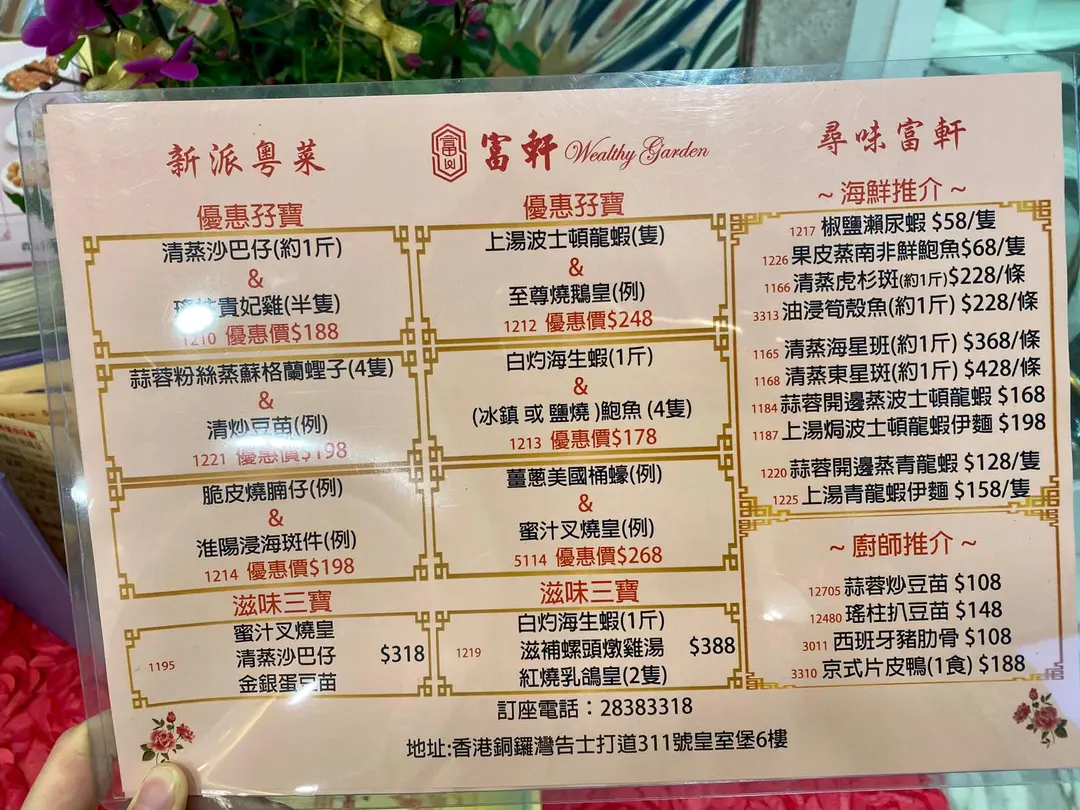 新派粵菜
富軒 Wealthy Garden
尋味富軒
優惠孖寶
清蒸沙巴仔(約1斤)
&
貴妃雞(半隻)
1210 優惠價$188
蒜蓉粉絲蒸蘇格蘭蟶子(4隻)
&
清炒豆苗(例)
1221 優惠價$198
脆皮燒腩仔(例)
&
淮陽浸海斑件(例)
1214 優惠價$198
滋味三寶
蜜汁叉燒皇
1195 清蒸沙巴仔 $318
金銀蛋豆苗
優惠孖寶
上湯波士頓龍蝦(隻)
&
至尊燒鵝皇(例)
1212 優惠價$248
白灼海生蝦(1斤)
&
(冰鎮 或 鹽燒 )鮑魚 (4隻)
1213 優惠價$178
薑蔥美國桶蠔(例)
&
蜜汁叉燒皇(例)
5114 優惠價$268
滋味三寶
白灼海生蝦(1斤)
1219 滋補螺頭燉雞湯 $388
紅燒乳鴿皇(2隻)
~ 海鮮推介 ~
1217 椒鹽瀨尿蝦 $58/隻
1226 果皮蒸南非鮮鮑魚$68/隻
1166 清蒸虎杉斑(約1斤)$228/條
3313 油浸筍殼魚(約1斤) $228/條
1165 清蒸海星班(約1斤) $368/條
1168 清蒸東星斑(約1斤) $428/條
1184 蒜蓉開邊蒸波士頓龍蝦 $168
1187 上湯焗波士頓龍蝦伊麵 $198
1220 蒜蓉開邊蒸青龍蝦 $128/隻
1225 上湯青龍蝦伊麵 $158/隻
~ 廚師推介 ~
12705 蒜蓉炒豆苗 $108
12480 瑤柱扒豆苗 $148
3011 西班牙豬肋骨 $108
3310 京式片皮鴨(1食) $188
訂座電話：28383318
地址:香港銅鑼灣告士打道311號皇室堡6樓